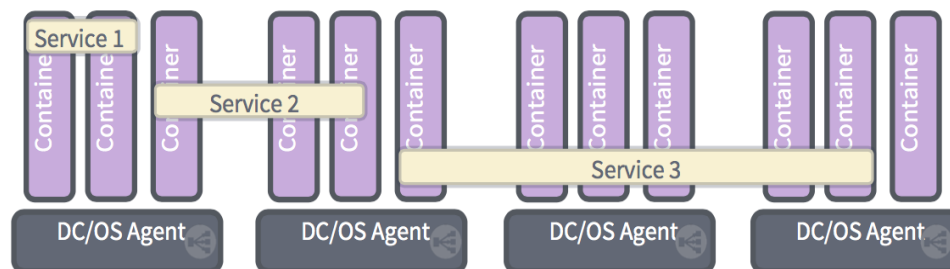 Service 1
Service 2
Service 3
Container
Container
Container
Container
Container
Container
Container
Container
Container
Container
Container
Container
DC/OS Agent
DC/OS Agent
DC/OS Agent
DC/OS Agent